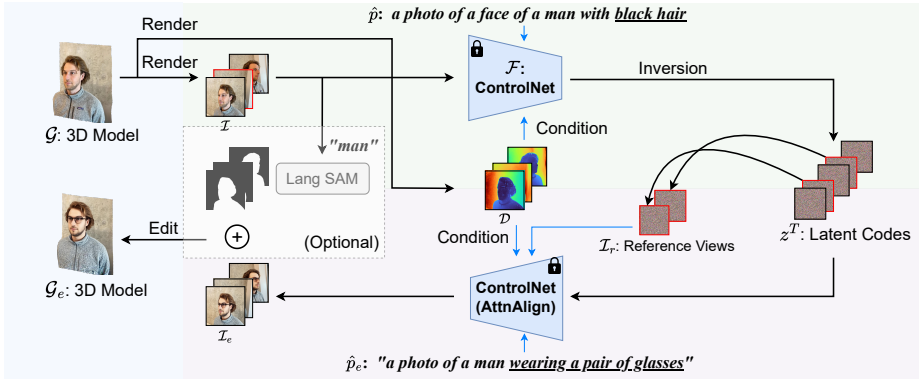 p̂: a photo of a face of a man with black hair
Render
Render
𝓕:
ControlNet
Inversion
𝓘
𝓖: 3D Model
Condition
"man"
Lang SAM
𝓓
Condition
(Optional)
Edit
𝓘ᵣ: Reference Views
zᵀ: Latent Codes
ControlNet
(AttnAlign)
𝓖ₑ: 3D Model
𝓘ₑ
p̂ₑ: "a photo of a man wearing a pair of glasses"